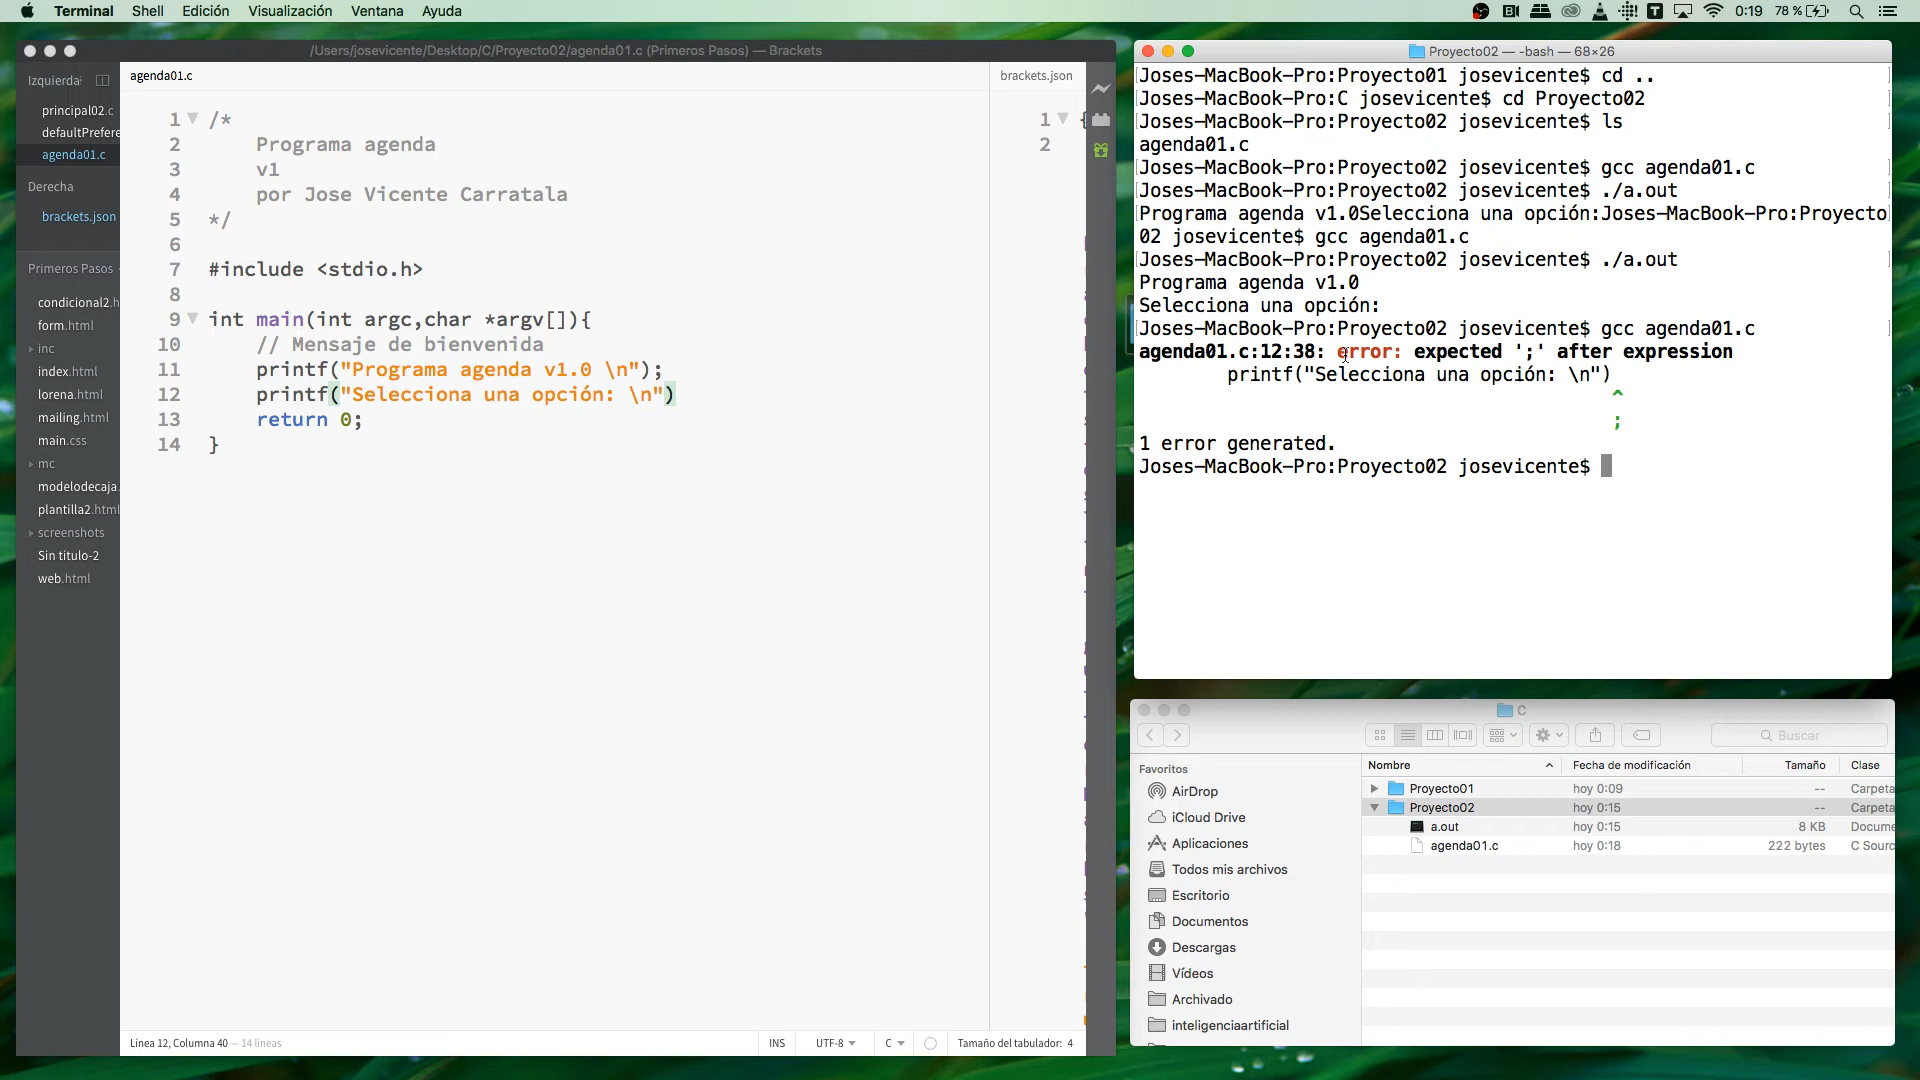 Terminal Shell Edición Visualización Ventana Ayuda 0:19 78 %
/Users/josevicente/Desktop/C/Proyecto02/agenda01.c (Primeros Pasos) — Brackets
Izquierda
principal02.c
defaultPrefere
agenda01.c
Derecha
brackets.json
Primeros Pasos
condicional2.h
form.html
inc
index.html
lorena.html
mailing.html
main.css
mc
modelodecaja.
plantilla2.html
screenshots
Sin título-2
web.html
agenda01.c
1 /*
2 Programa agenda
3 v1
4 por Jose Vicente Carratala
5 */
6
7 #include <stdio.h>
8
9 int main(int argc,char *argv[]){
10 // Mensaje de bienvenida
11 printf("Programa agenda v1.0 \n");
12 printf("Selecciona una opción: \n")
13 return 0;
14 }
brackets.json
1 {
2
Línea 12, Columna 40 — 14 líneas INS UTF-8 C Tamaño del tabulador: 4
Proyecto02 — -bash — 68×26
Joses-MacBook-Pro:Proyecto01 josevicente$ cd ..
Joses-MacBook-Pro:C josevicente$ cd Proyecto02
Joses-MacBook-Pro:Proyecto02 josevicente$ ls
agenda01.c
Joses-MacBook-Pro:Proyecto02 josevicente$ gcc agenda01.c
Joses-MacBook-Pro:Proyecto02 josevicente$ ./a.out
Programa agenda v1.0Selecciona una opción:Joses-MacBook-Pro:Proyecto
02 josevicente$ gcc agenda01.c
Joses-MacBook-Pro:Proyecto02 josevicente$ ./a.out
Programa agenda v1.0
Selecciona una opción:
Joses-MacBook-Pro:Proyecto02 josevicente$ gcc agenda01.c
agenda01.c:12:38: error: expected ';' after expression
printf("Selecciona una opción: \n")
^
;
1 error generated.
Joses-MacBook-Pro:Proyecto02 josevicente$
C
Buscar
Favoritos
AirDrop
iCloud Drive
Aplicaciones
Todos mis archivos
Escritorio
Documentos
Descargas
Vídeos
Archivado
inteligenciaartificial
Nombre Fecha de modificación Tamaño Clase
Proyecto01 hoy 0:09 -- Carpeta
Proyecto02 hoy 0:15 -- Carpeta
a.out hoy 0:15 8 KB Docume
agenda01.c hoy 0:18 222 bytes C Sourc